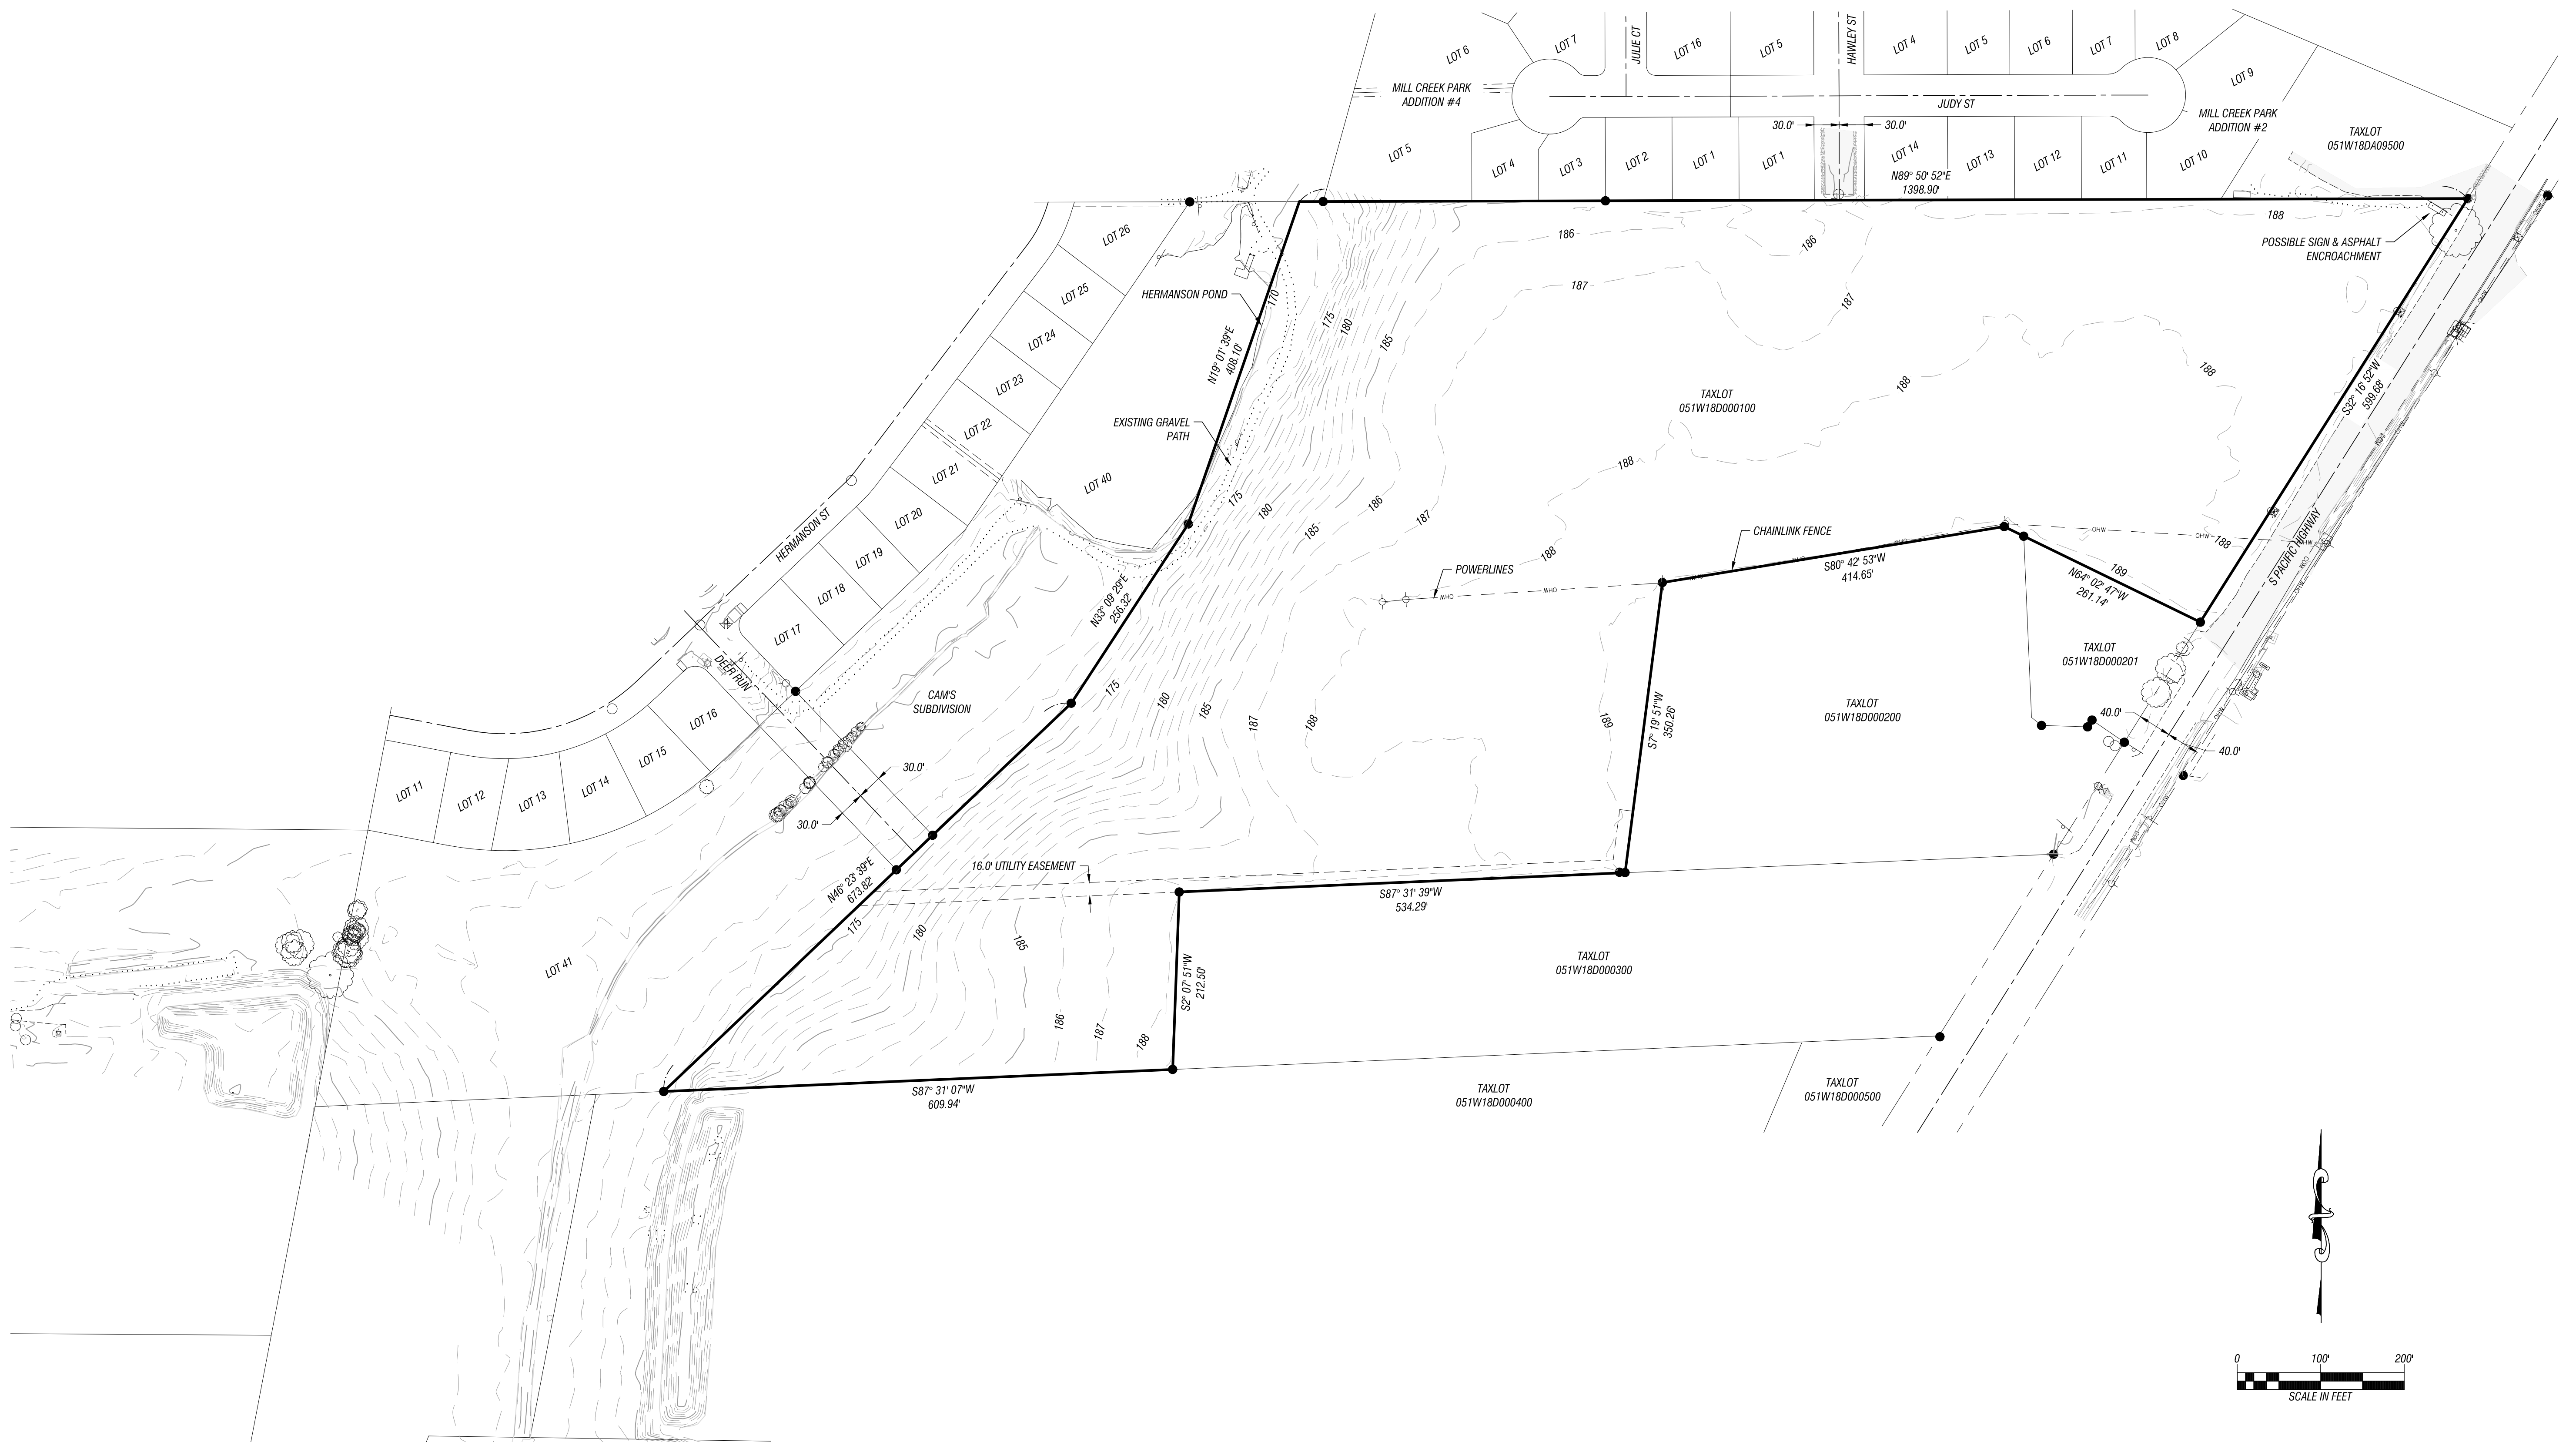 LOT 6
LOT 7
JULIE CT
LOT 16
LOT 5
HAWLEY ST
LOT 4
LOT 5
LOT 6
LOT 7
LOT 8
LOT 9
MILL CREEK PARK
ADDITION #4
JUDY ST
MILL CREEK PARK
ADDITION #2
30.0'
30.0'
TAXLOT
051W18DA09500
LOT 5
LOT 4
LOT 3
LOT 2
LOT 1
LOT 1
LOT 14
LOT 13
LOT 12
LOT 11
LOT 10
N89° 50' 52"E
1398.90'
188
POSSIBLE SIGN & ASPHALT
ENCROACHMENT
LOT 26
LOT 25
LOT 24
LOT 23
LOT 22
LOT 21
LOT 20
LOT 19
LOT 18
LOT 17
HERMANSON ST
HERMANSON POND
170
175
180
185
186
186
187
187
N19° 01' 39"E
408.10'
EXISTING GRAVEL
PATH
LOT 40
TAXLOT
051W18D000100
188
188
188
S32° 16' 52"W
599.68'
175
180
185
186
187
188
CHAINLINK FENCE
OHW
OHW
OHW
188
S PACIFIC HIGHWAY
S80° 42' 53"W
414.65'
189
N64° 02' 47"W
261.14'
POWERLINES
OHW
OHW
N33° 09' 29"E
256.32'
DEER RUN
CAM'S
SUBDIVISION
175
180
185
187
188
189
S7° 19' 51"W
350.26'
TAXLOT
051W18D000200
TAXLOT
051W18D000201
40.0'
40.0'
LOT 16
LOT 15
LOT 14
LOT 13
LOT 12
LOT 11
30.0'
30.0'
N46° 23' 39"E
673.82'
16.0' UTILITY EASEMENT
S87° 31' 39"W
534.29'
175
180
185
186
187
188
S2° 07' 51"W
212.50'
TAXLOT
051W18D000300
LOT 41
S87° 31' 07"W
609.94'
TAXLOT
051W18D000400
TAXLOT
051W18D000500
0 100' 200'
SCALE IN FEET